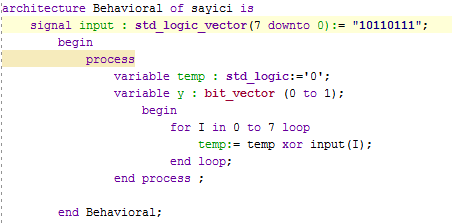 architecture Behavioral of sayici is
signal input : std_logic_vector(7 downto 0):= "10110111";
begin
process
variable temp : std_logic:='0';
variable y : bit_vector (0 to 1);
begin
for I in 0 to 7 loop
temp:= temp xor input(I);
end loop;
end process ;
end Behavioral;